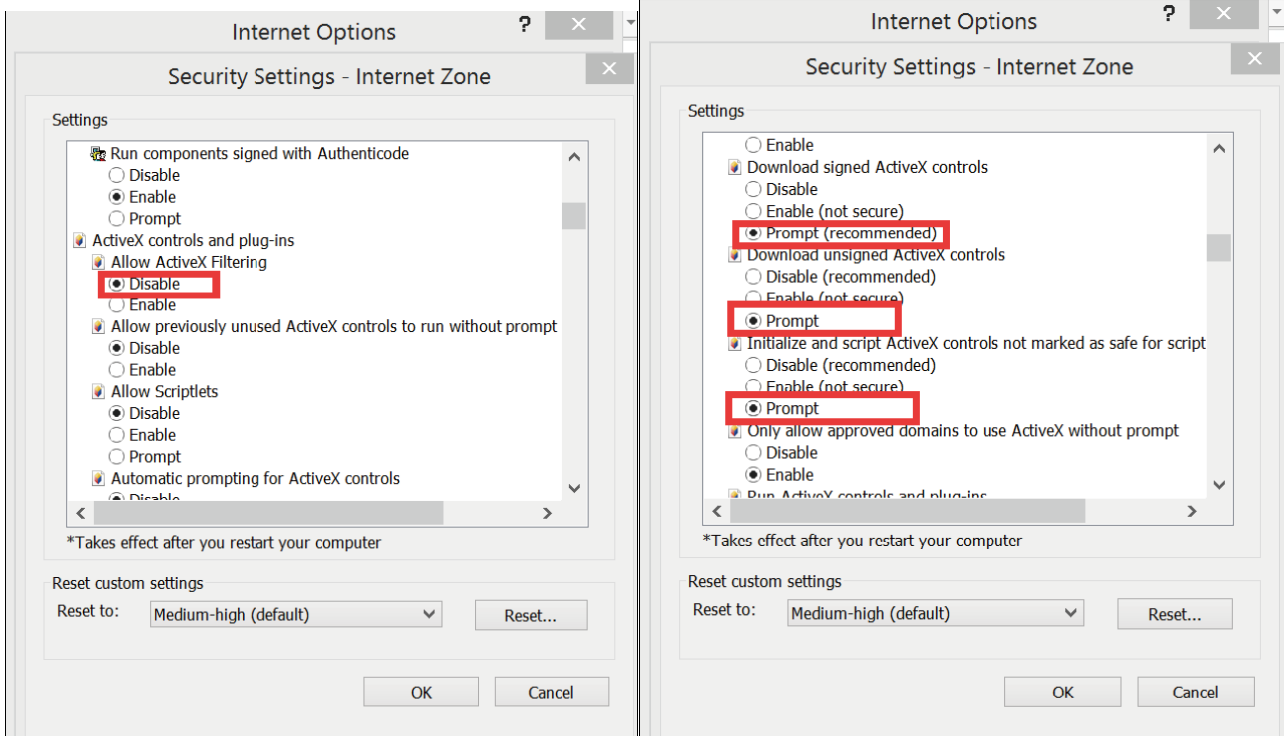 Internet Options
?
Security Settings - Internet Zone
Settings
Run components signed with Authenticode
Disable
Enable
Prompt
ActiveX controls and plug-ins
Allow ActiveX Filtering
Disable
Enable
Allow previously unused ActiveX controls to run without prompt
Disable
Enable
Allow Scriptlets
Disable
Enable
Prompt
Automatic prompting for ActiveX controls
Disable
*Takes effect after you restart your computer
Reset custom settings
Reset to:
Medium-high (default)
Reset...
OK
Cancel
Internet Options
?
Security Settings - Internet Zone
Settings
Enable
Download signed ActiveX controls
Disable
Enable (not secure)
Prompt (recommended)
Download unsigned ActiveX controls
Disable (recommended)
Enable (not secure)
Prompt
Initialize and script ActiveX controls not marked as safe for script
Disable (recommended)
Enable (not secure)
Prompt
Only allow approved domains to use ActiveX without prompt
Disable
Enable
Run ActiveX controls and plug-ins
*Takes effect after you restart your computer
Reset custom settings
Reset to:
Medium-high (default)
Reset...
OK
Cancel